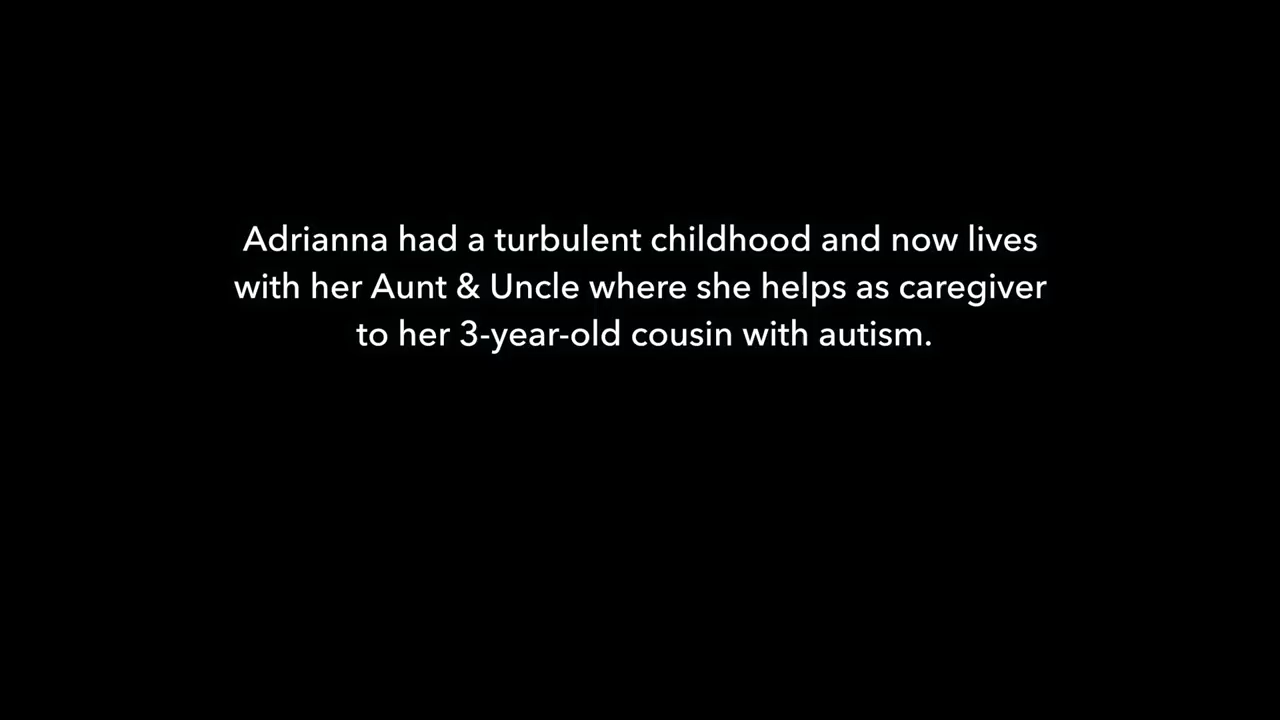 Adrianna had a turbulent childhood and now lives
with her Aunt & Uncle where she helps as caregiver
to her 3-year-old cousin with autism.